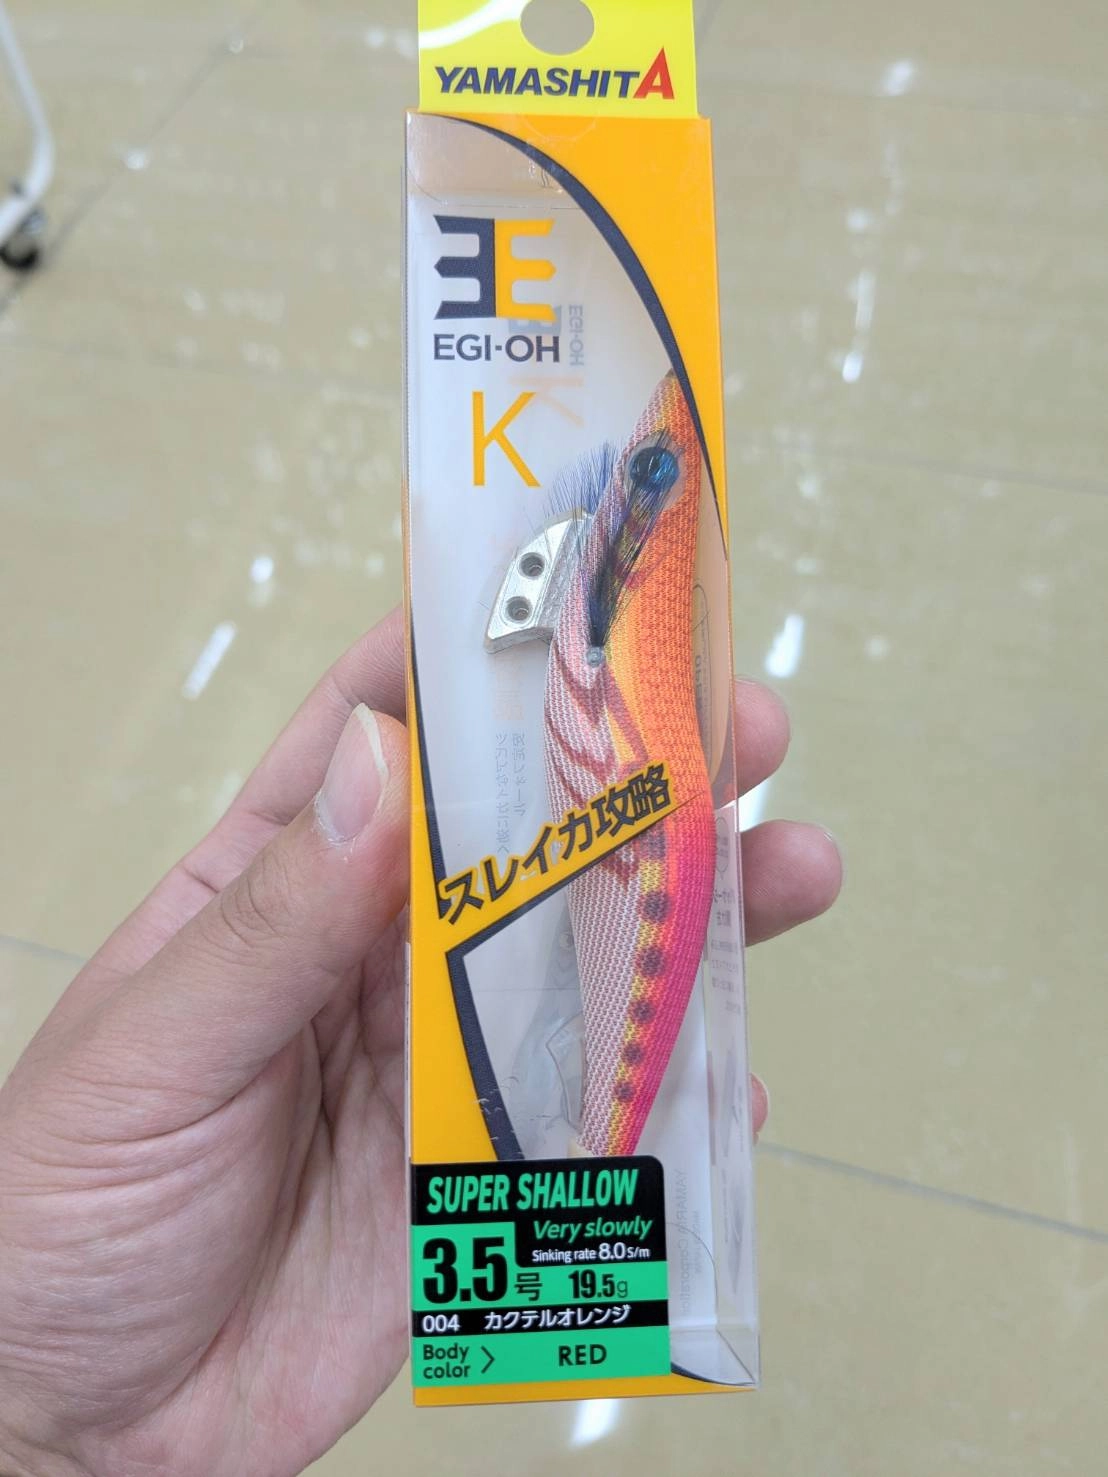 YAMASHITA
EGI-OH
K
スレイカ攻略
SUPER SHALLOW
Very slowly
Sinking rate 8.0 S/m
3.5号 19.5g
004 カクテルオレンジ
Body color > RED